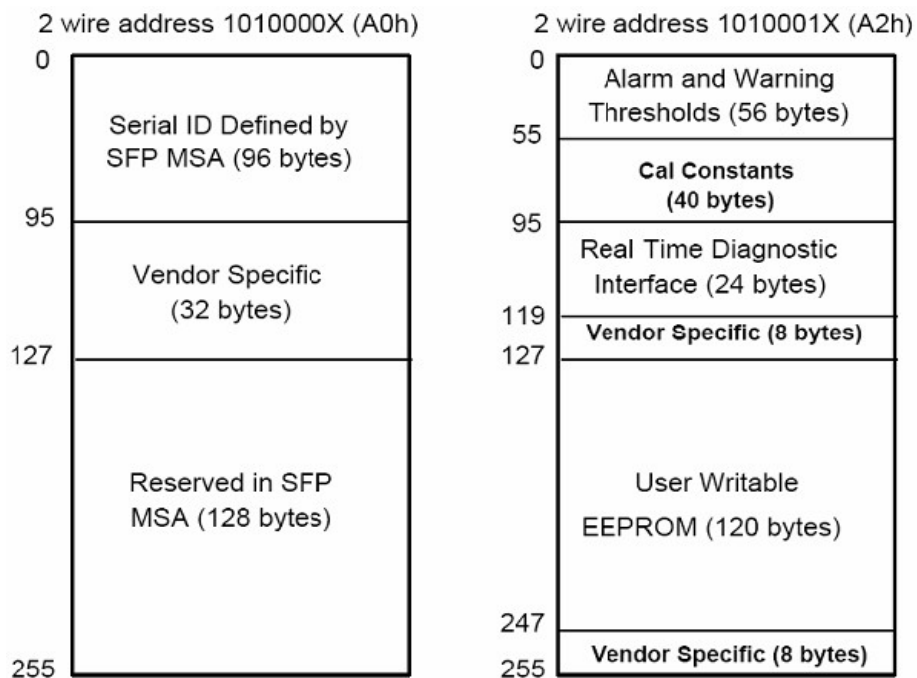 2 wire address 1010000X (A0h)
0
Serial ID Defined by
SFP MSA (96 bytes)
95
Vendor Specific
(32 bytes)
127
Reserved in SFP
MSA (128 bytes)
255
2 wire address 1010001X (A2h)
0
Alarm and Warning
Thresholds (56 bytes)
55
Cal Constants
(40 bytes)
95
Real Time Diagnostic
Interface (24 bytes)
119
Vendor Specific (8 bytes)
127
User Writable
EEPROM (120 bytes)
247
Vendor Specific (8 bytes)
255